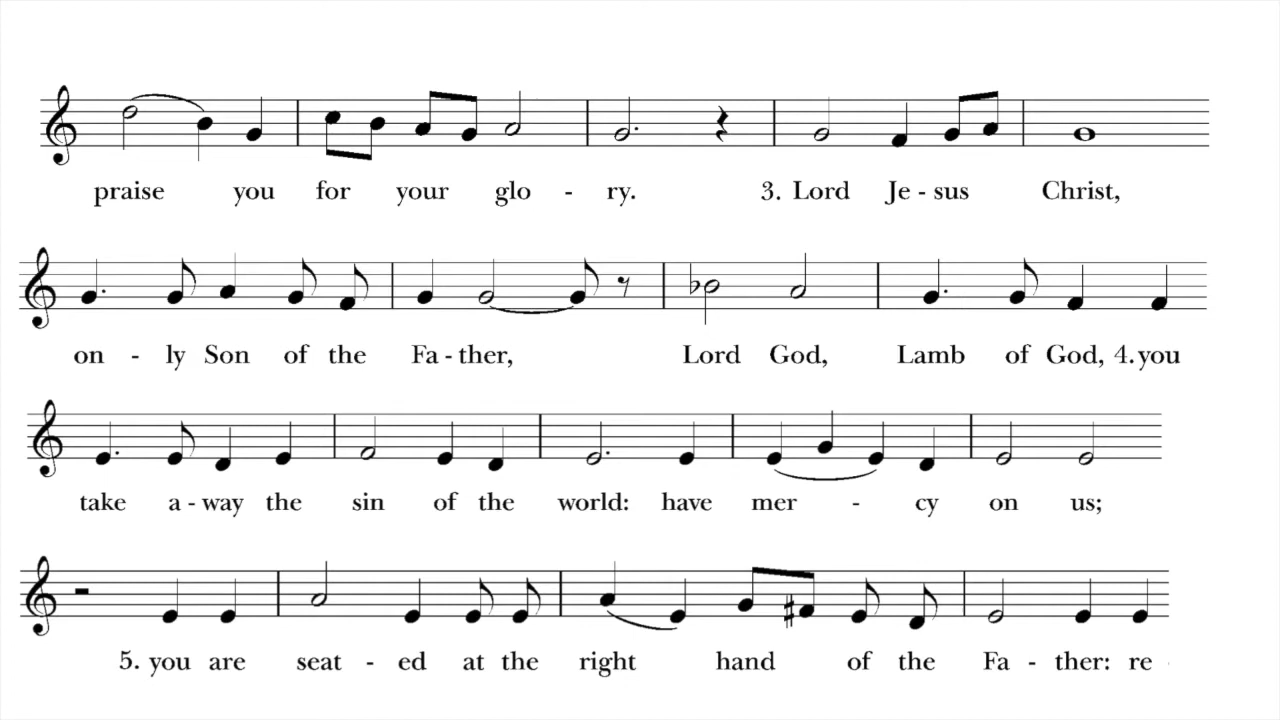 praise you for your glo - ry. 3. Lord Je - sus Christ,
on - ly Son of the Fa - ther, Lord God, Lamb of God, 4. you
take a - way the sin of the world: have mer - cy on us;
5. you are seat - ed at the right hand of the Fa - ther: re